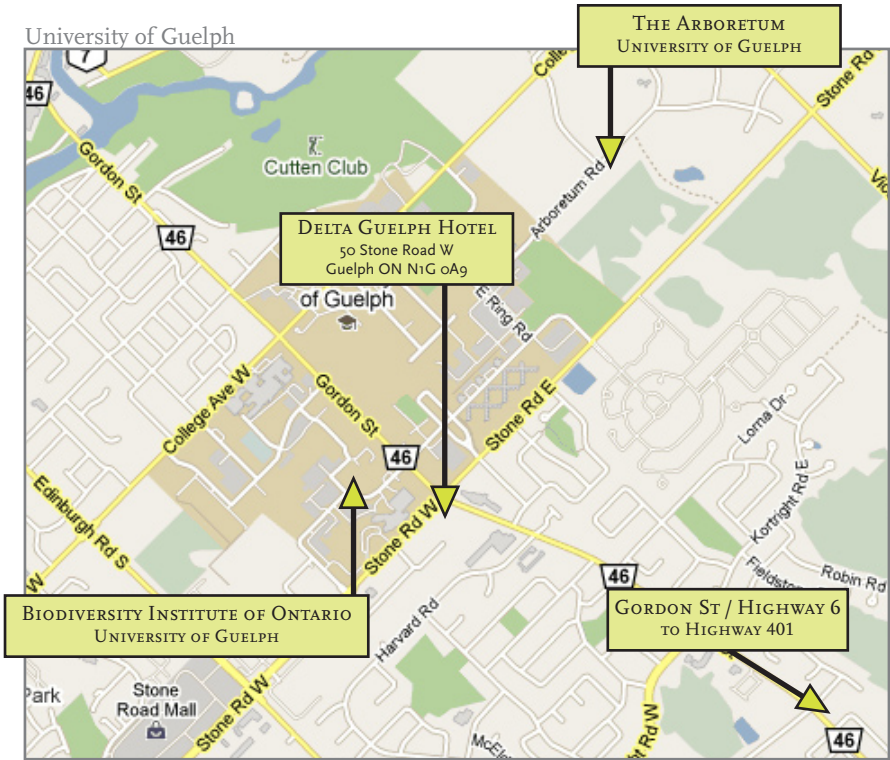 University of Guelph
The Arboretum
University of Guelph
7
46
Colle
Stone Rd
Gordon St
Cutten Club
Arboretum Rd
Vic
46
Delta Guelph Hotel
50 Stone Road W
Guelph ON N1G 0A9
of Guelph
E Ring Rd
College Ave W
Gordon St
Stone Rd E
Lorna Dr
46
Edinburgh Rd S
Stone Rd W
Kortright Rd E
W
46
Fieldston
Robin Rd
Biodiversity Institute of Ontario
University of Guelph
Harvard Rd
Gordon St / Highway 6
to Highway 401
Park
Stone
Road Mall
Stone Rd W
McEl
ht Rd W
46